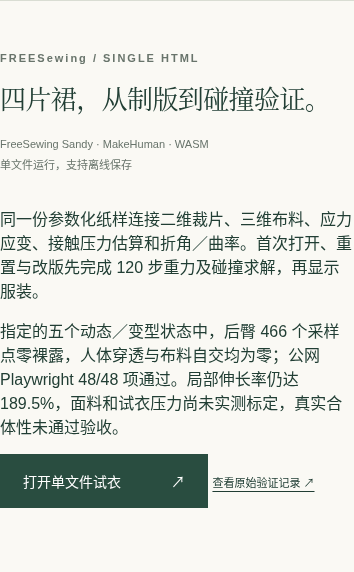 FREESewing / SINGLE HTML
四片裙，从制版到碰撞验证。
FreeSewing Sandy · MakeHuman · WASM
单文件运行，支持离线保存
同一份参数化纸样连接二维裁片、三维布料、应力
应变、接触压力估算和折角／曲率。首次打开、重
置与改版先完成 120 步重力及碰撞求解，再显示
服装。
指定的五个动态／变型状态中，后臀 466 个采样
点零裸露，人体穿透与布料自交均为零；公网
Playwright 48/48 项通过。局部伸长率仍达
189.5%，面料和试衣压力尚未实测标定，真实合
体性未通过验收。
打开单文件试衣 ↗ 查看原始验证记录 ↗